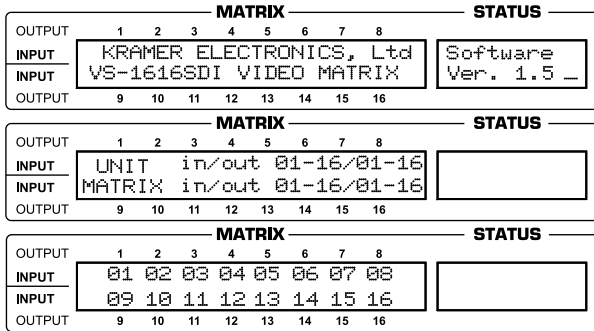 MATRIX STATUS
OUTPUT 1 2 3 4 5 6 7 8
INPUT KRAMER ELECTRONICS, Ltd Software
INPUT VS-1616SDI VIDEO MATRIX Ver. 1.5 _
OUTPUT 9 10 11 12 13 14 15 16
MATRIX STATUS
OUTPUT 1 2 3 4 5 6 7 8
INPUT UNIT in/out 01-16/01-16
INPUT MATRIX in/out 01-16/01-16
OUTPUT 9 10 11 12 13 14 15 16
MATRIX STATUS
OUTPUT 1 2 3 4 5 6 7 8
INPUT 01 02 03 04 05 06 07 08
INPUT 09 10 11 12 13 14 15 16
OUTPUT 9 10 11 12 13 14 15 16